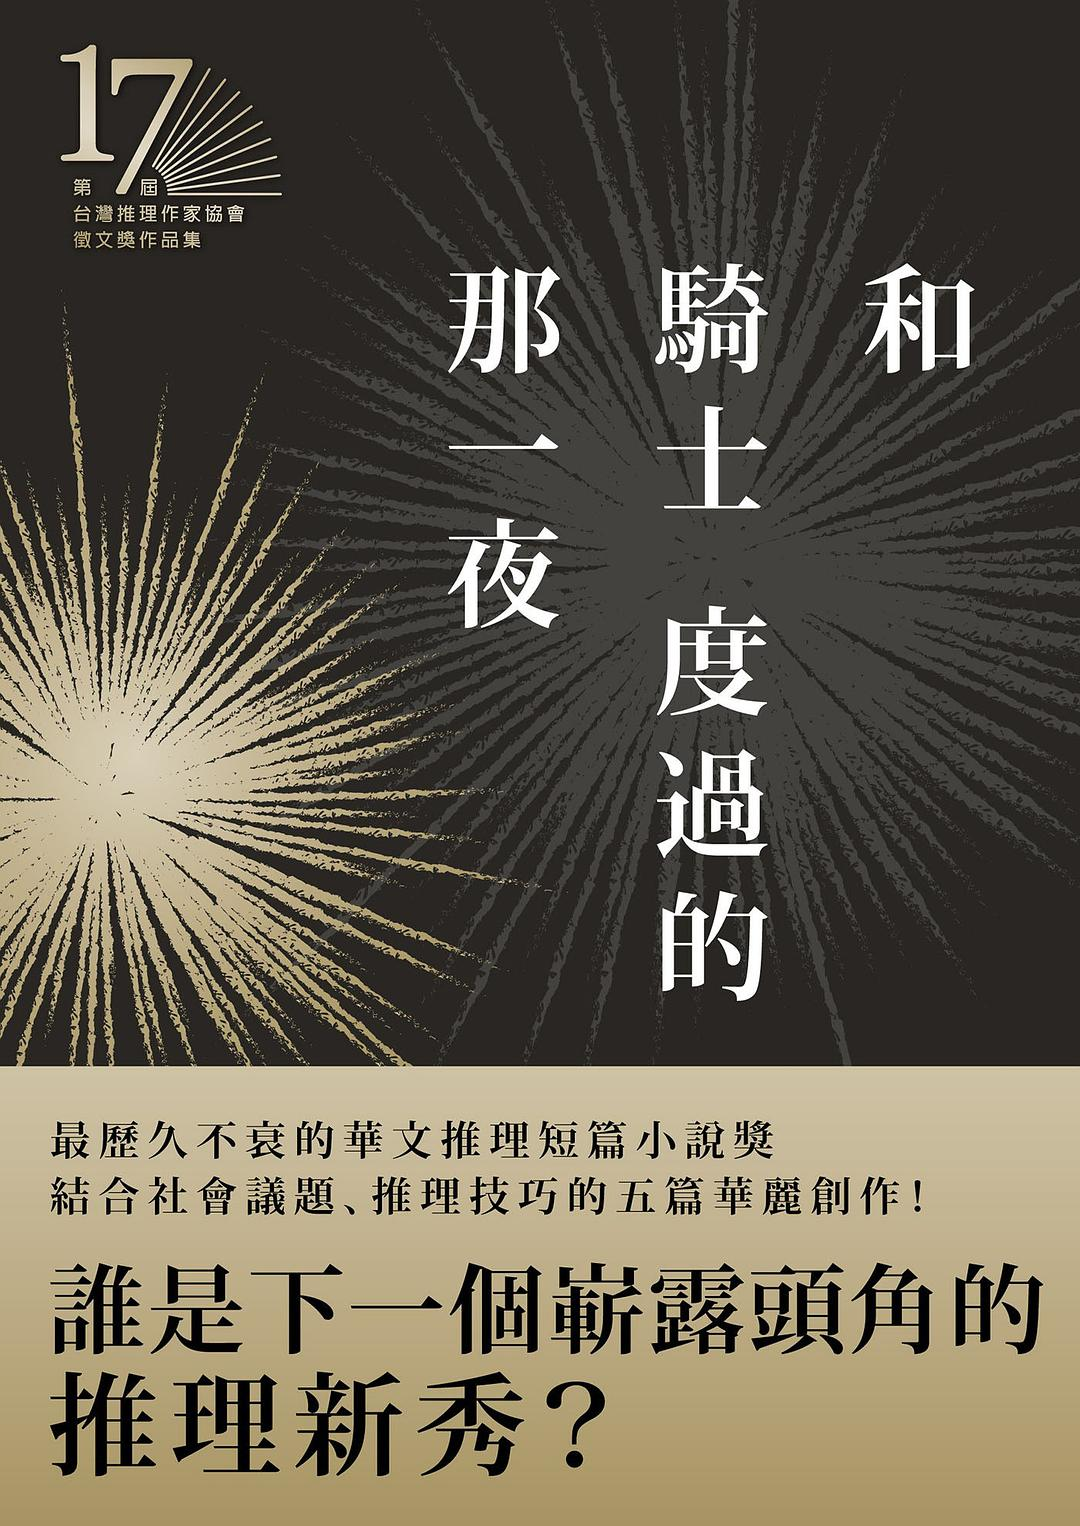 第17屆
台灣推理作家協會
徵文獎作品集
和
騎士度過的
那一夜
最歷久不衰的華文推理短篇小說獎
結合社會議題、推理技巧的五篇華麗創作！
誰是下一個嶄露頭角的
推理新秀？